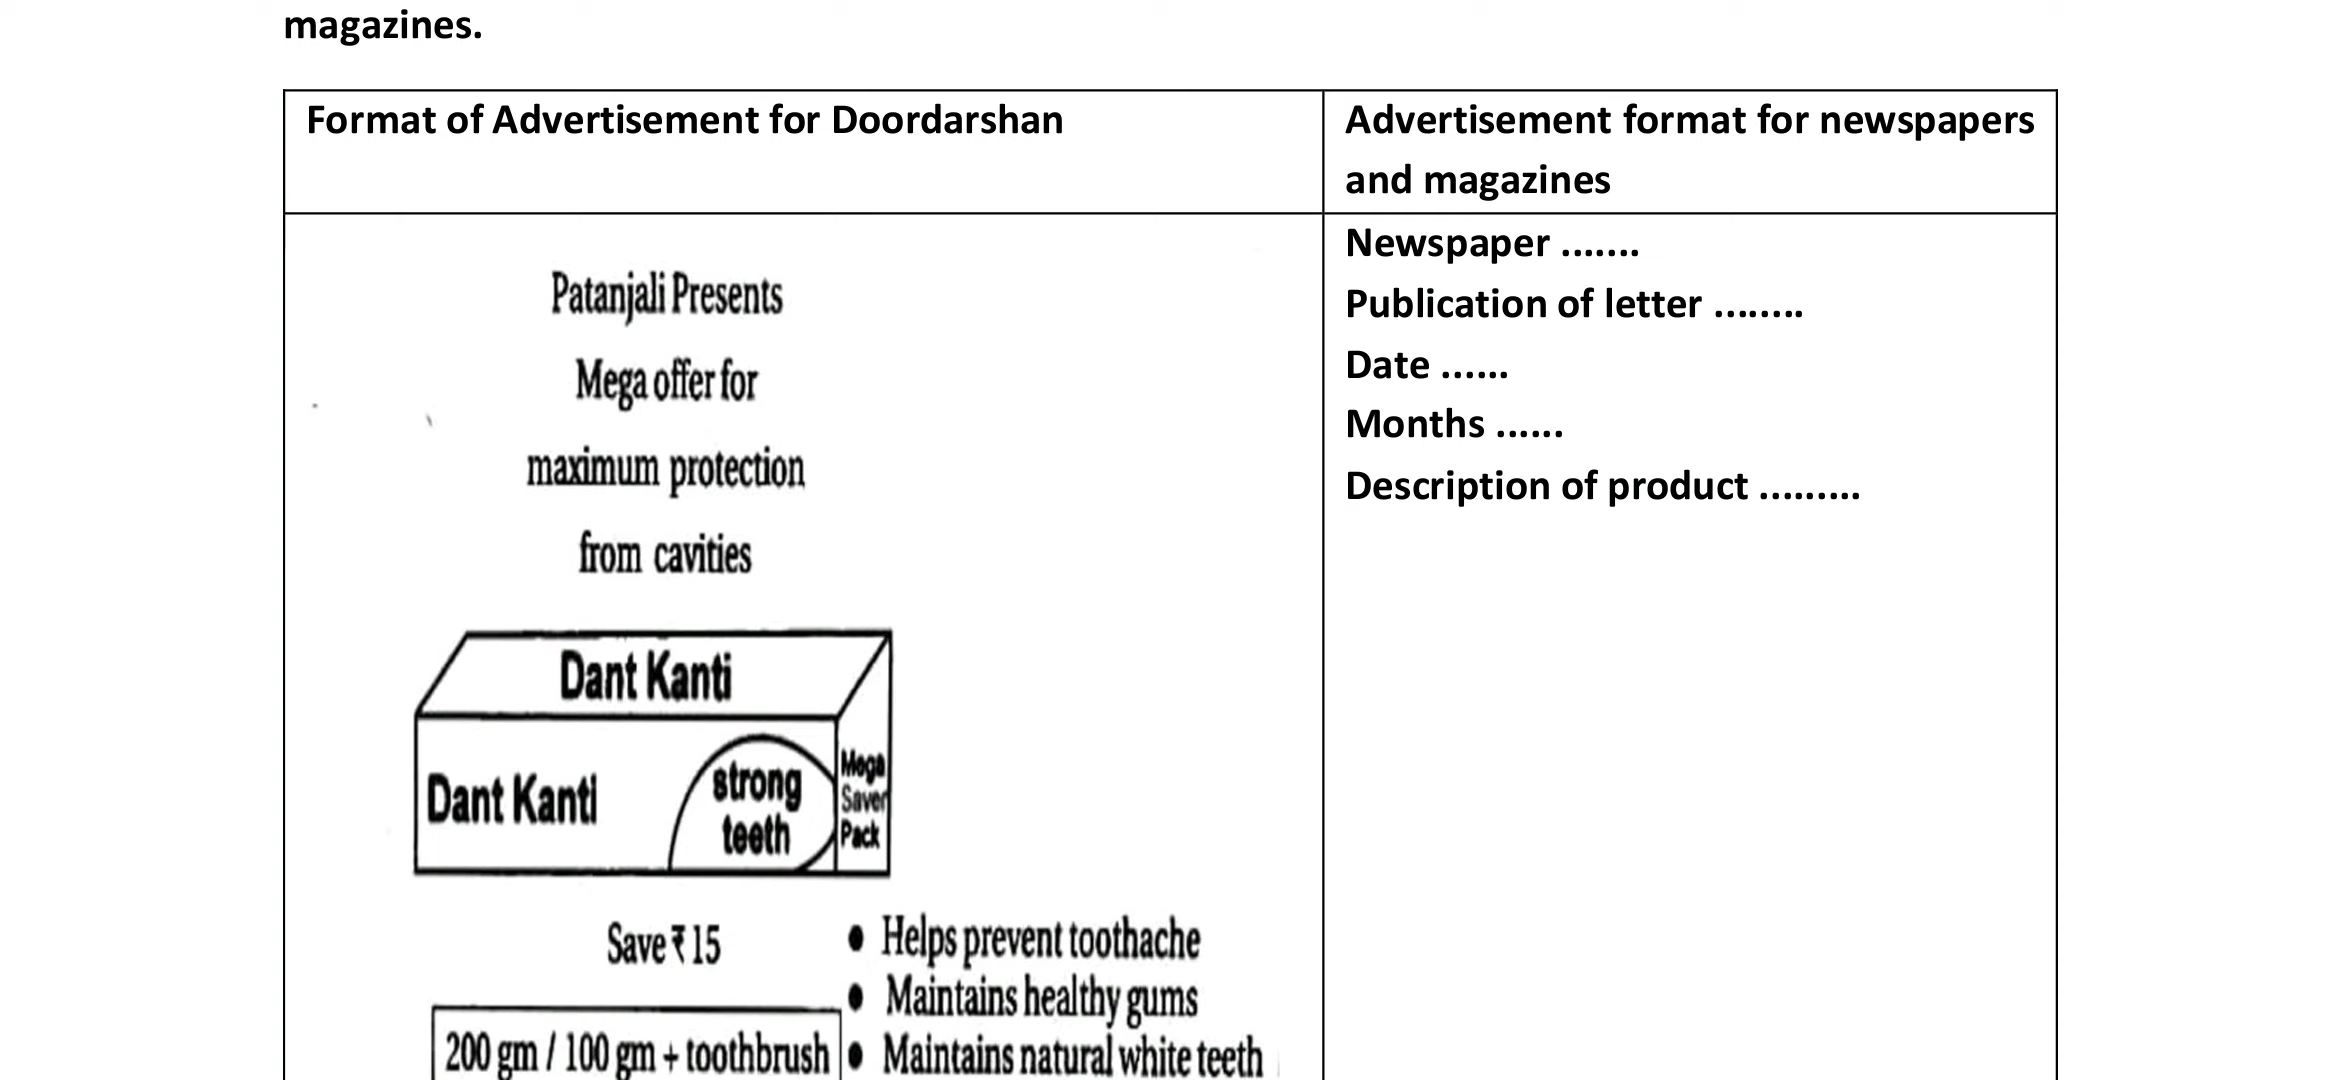 magazines.
Format of Advertisement for Doordarshan
Advertisement format for newspapers
and magazines
Patanjali Presents
Mega offer for
maximum protection
from cavities
Dant Kanti
Dant Kanti
strong
teeth
Mega
Saver
Pack
Save ₹ 15
200 gm / 100 gm + toothbrush
• Helps prevent toothache
• Maintains healthy gums
• Maintains natural white teeth
Newspaper .......
Publication of letter ........
Date ......
Months ......
Description of product .........